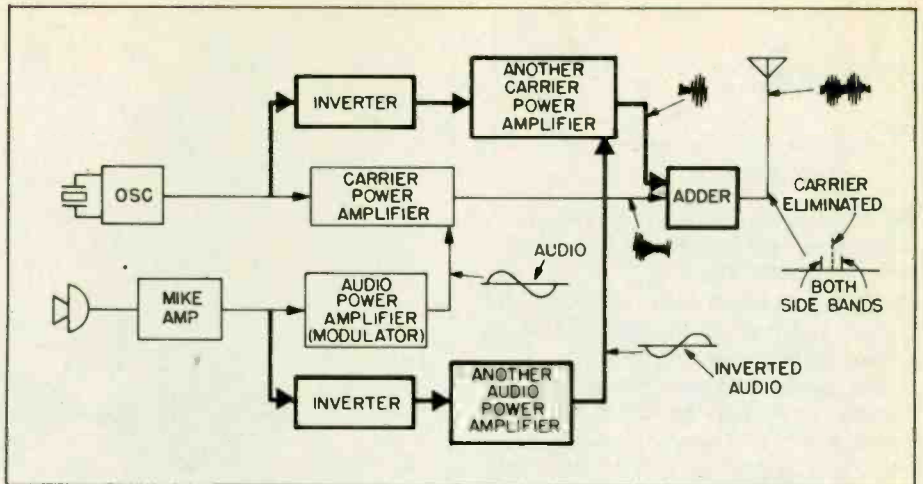 INVERTER
ANOTHER
CARRIER
POWER
AMPLIFIER
OSC
CARRIER
POWER
AMPLIFIER
ADDER
CARRIER
ELIMINATED
BOTH
SIDE BANDS
MIKE
AMP
AUDIO
POWER
AMPLIFIER
(MODULATOR)
AUDIO
INVERTER
ANOTHER
AUDIO
POWER
AMPLIFIER
INVERTED
AUDIO